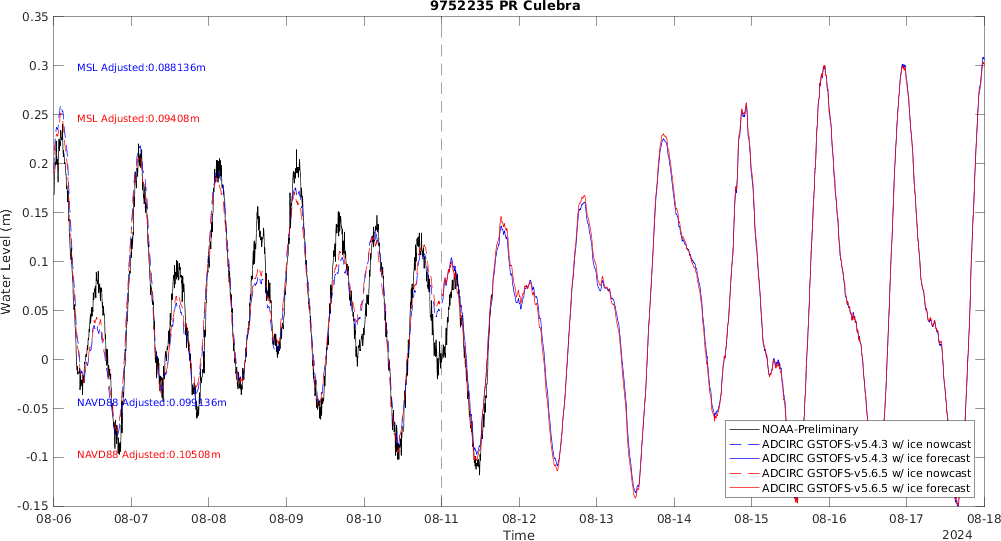 9752235 PR Culebra
0.35
0.3
0.25
0.2
0.15
0.1
0.05
0
-0.05
-0.1
-0.15
Water Level (m)
MSL Adjusted:0.088136m
MSL Adjusted:0.09408m
NAVD88 Adjusted:0.099136m
NAVD88 Adjusted:0.10508m
NOAA-Preliminary
ADCIRC GSTOFS-v5.4.3 w/ ice nowcast
ADCIRC GSTOFS-v5.4.3 w/ ice forecast
ADCIRC GSTOFS-v5.6.5 w/ ice nowcast
ADCIRC GSTOFS-v5.6.5 w/ ice forecast
08-06 08-07 08-08 08-09 08-10 08-11 08-12 08-13 08-14 08-15 08-16 08-17 08-18
Time
2024